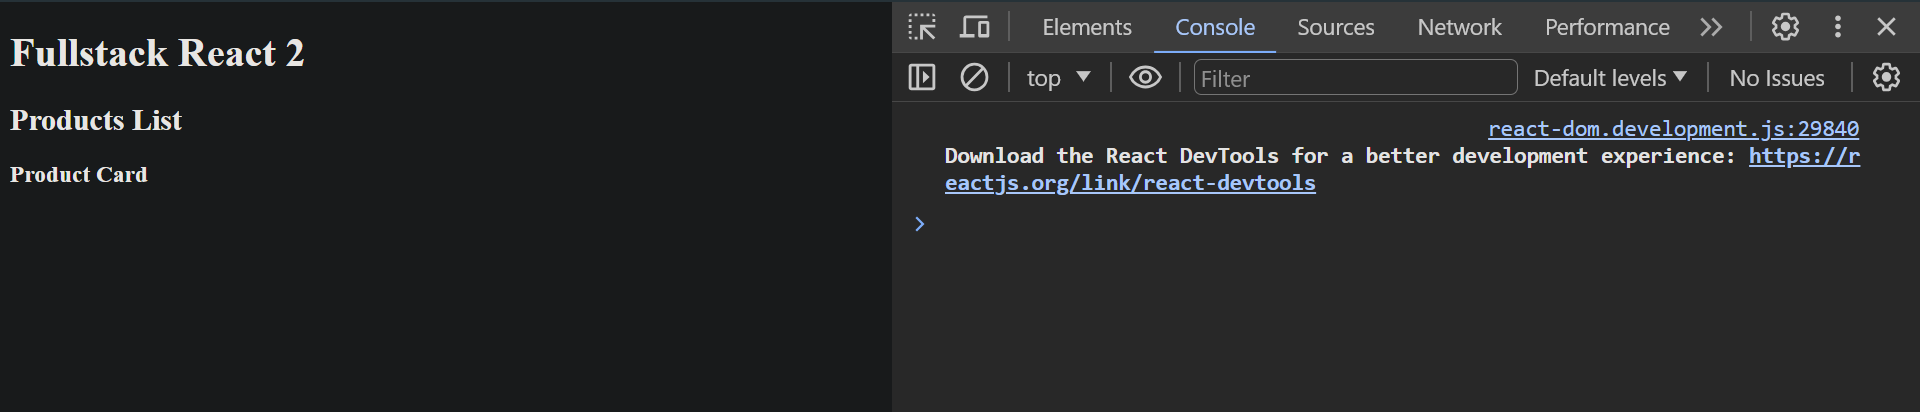 Fullstack React 2
Products List
Product Card
Elements Console Sources Network Performance
top Filter Default levels No Issues
react-dom.development.js:29840
Download the React DevTools for a better development experience: https://r
eactjs.org/link/react-devtools